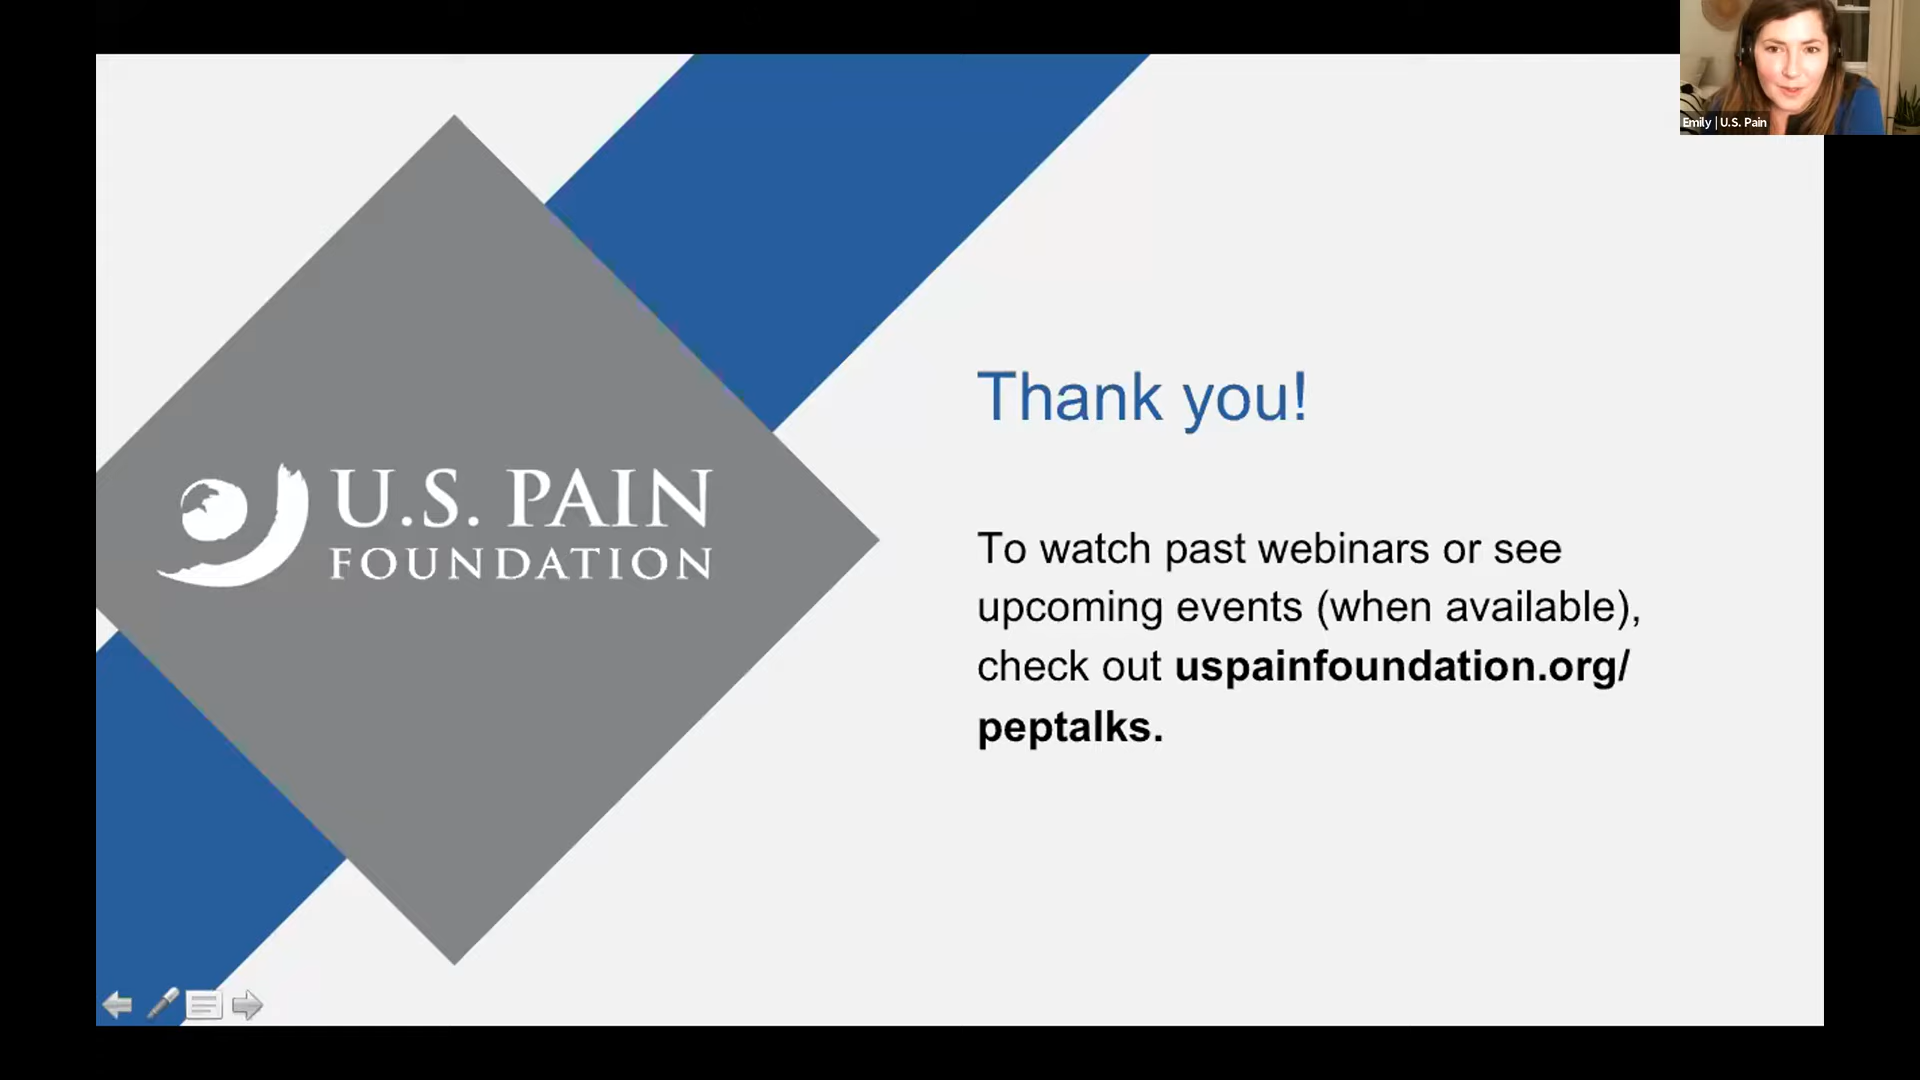 Emily | U.S. Pain
U.S. PAIN
FOUNDATION
Thank you!
To watch past webinars or see
upcoming events (when available),
check out uspainfoundation.org/
peptalks.